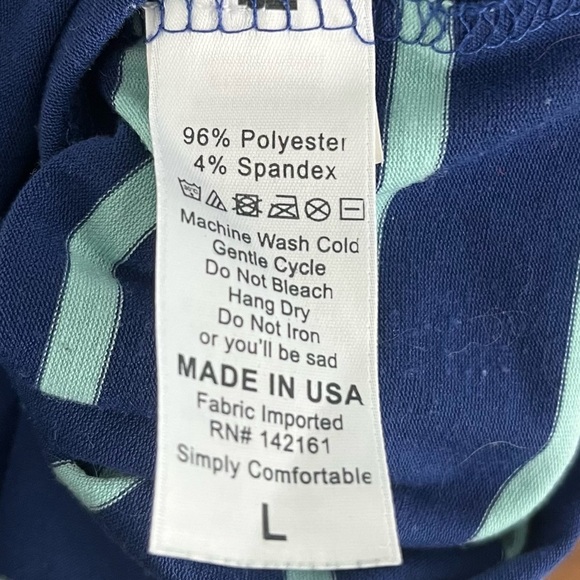 96% Polyester
4% Spandex
Machine Wash Cold
Gentle Cycle
Do Not Bleach
Hang Dry
Do Not Iron
or you'll be sad
MADE IN USA
Fabric Imported
RN# 142161
Simply Comfortable
L